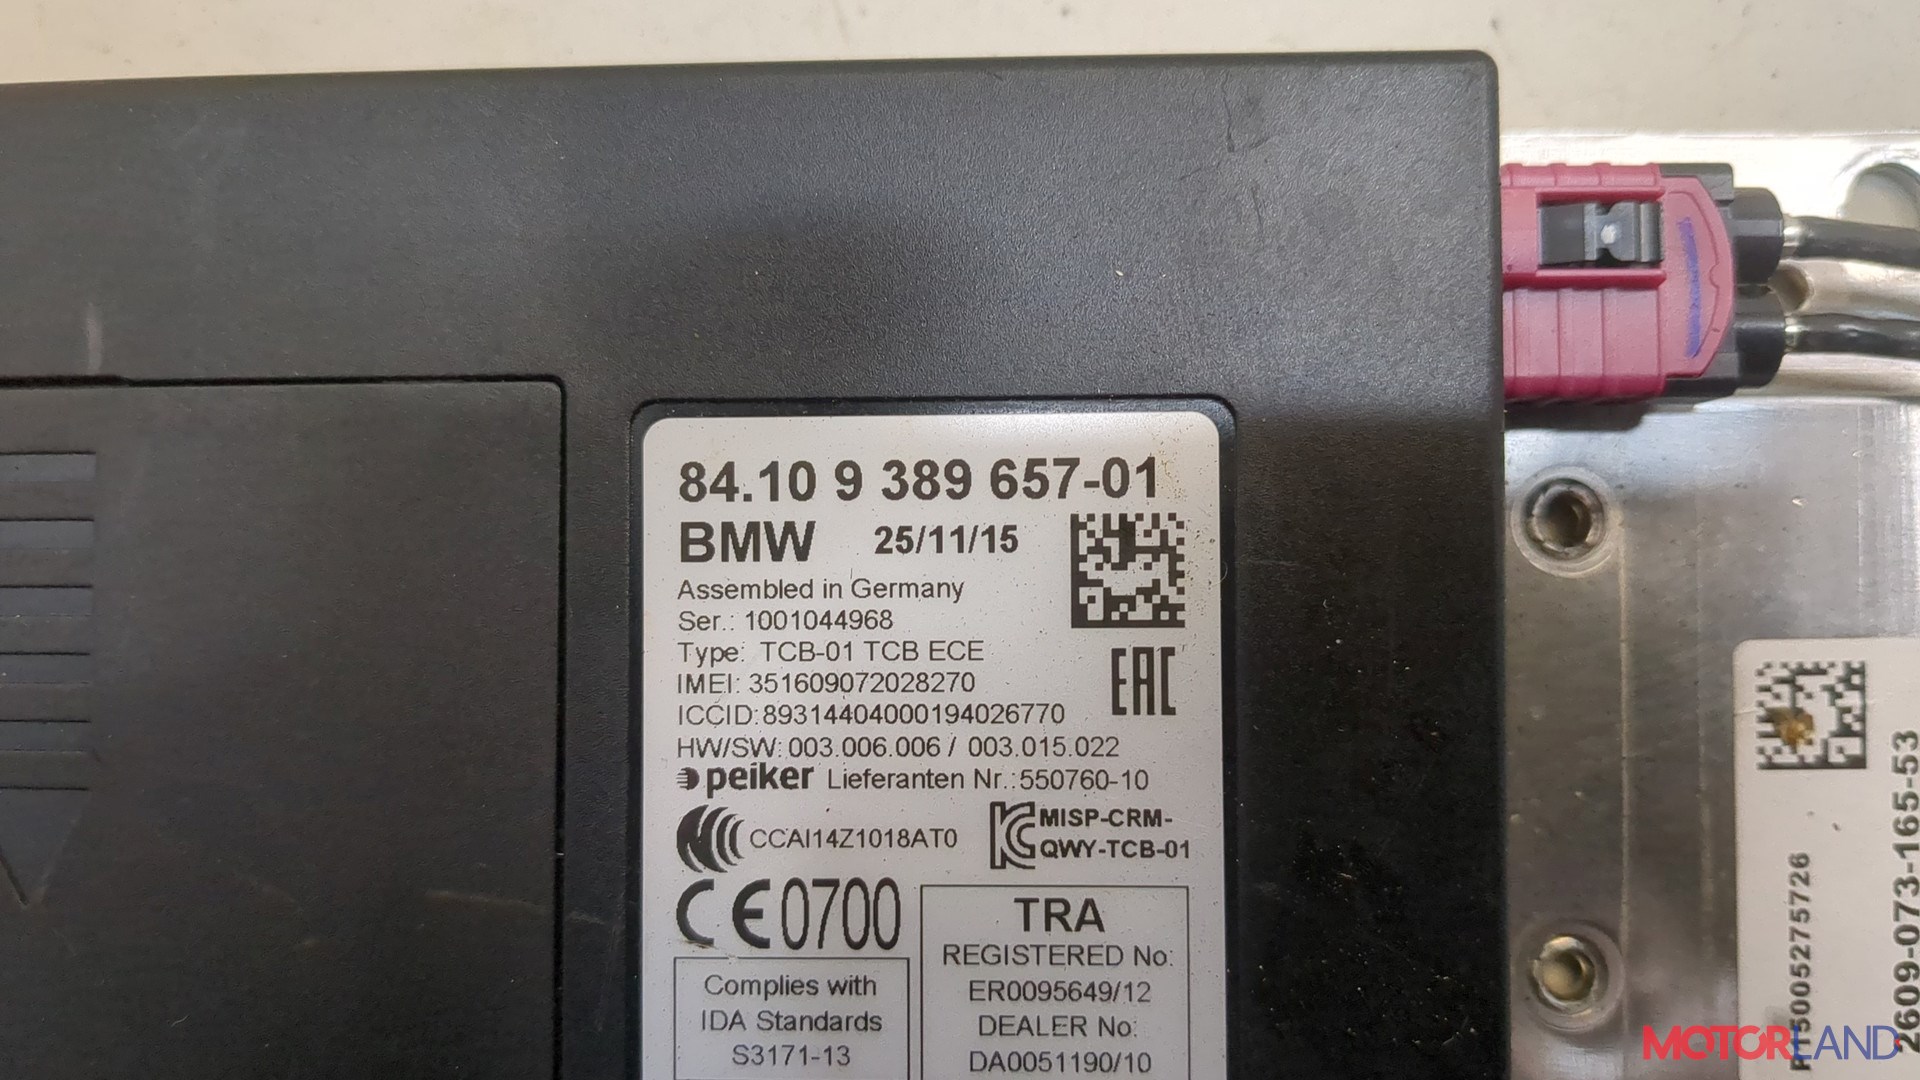 84.10 9 389 657-01
BMW 25/11/15
Assembled in Germany
Ser.: 1001044968
Type: TCB-01 TCB ECE
IMEI: 351609072028270
ICCID:89314404000194026770
HW/SW: 003.006.006 / 003.015.022
peiker Lieferanten Nr.:550760-10
CCAI14Z1018AT0
MISP-CRM-
QWY-TCB-01
CE0700
EAC
TRA
REGISTERED No:
ER0095649/12
DEALER No:
DA0051190/10
Complies with
IDA Standards
S3171-13
P15005275726
2609-073-165-53
MOTORLAND